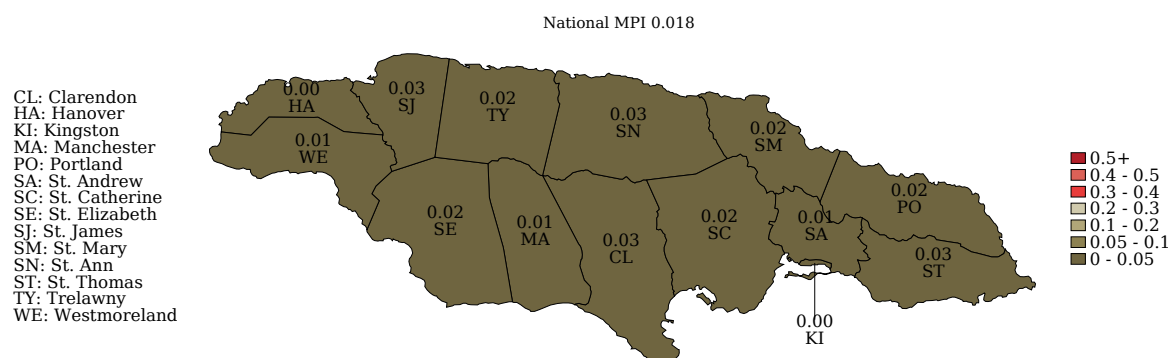 National MPI 0.018
CL: Clarendon
HA: Hanover
KI: Kingston
MA: Manchester
PO: Portland
SA: St. Andrew
SC: St. Catherine
SE: St. Elizabeth
SJ: St. James
SM: St. Mary
SN: St. Ann
ST: St. Thomas
TY: Trelawny
WE: Westmoreland
0.00
HA
0.03
SJ
0.02
TY
0.03
SN
0.02
SM
0.01
WE
0.02
PO
0.02
SE
0.01
MA
0.03
CL
0.02
SC
0.01
SA
0.03
ST
0.00
KI
0.5+
0.4 - 0.5
0.3 - 0.4
0.2 - 0.3
0.1 - 0.2
0.05 - 0.1
0 - 0.05